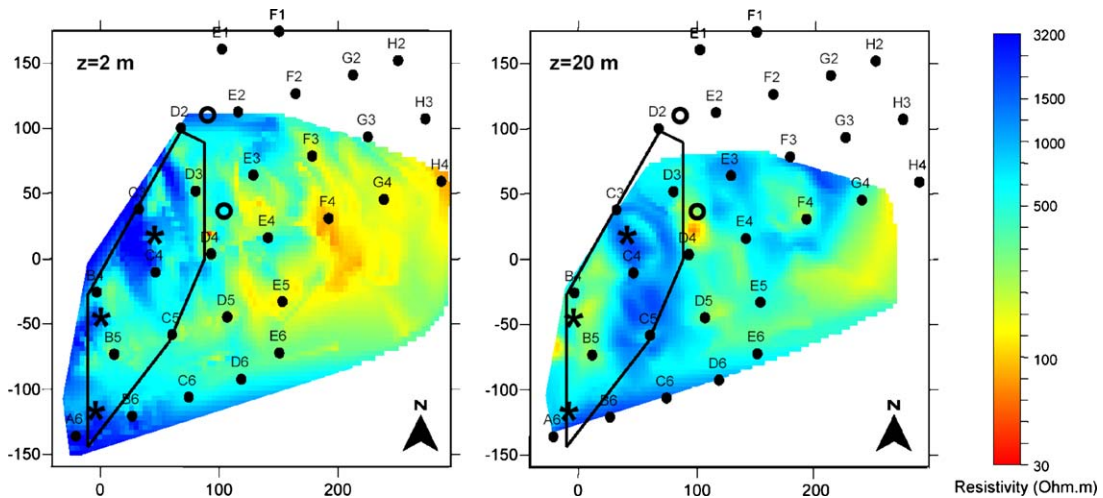 F1
E1
H2
G2
z=2 m
F2
E2
D2
H3
G3
F3
E3
H4
D3
G4
C
F4
E4
D4
C4
B4
E5
D5
C5
B5
E6
D6
C6
B6
A6
N
150
100
50
0
-50
-100
-150
0
100
200
F1
E1
H2
G2
z=20 m
F2
E2
D2
H3
G3
F3
E3
H4
D3
G4
C3
F4
E4
D4
C4
B4
E5
D5
C5
B5
E6
D6
C6
B6
A6
N
150
100
50
0
-50
-100
-150
0
100
200
3200
1500
1000
500
100
30
Resistivity (Ohm.m)